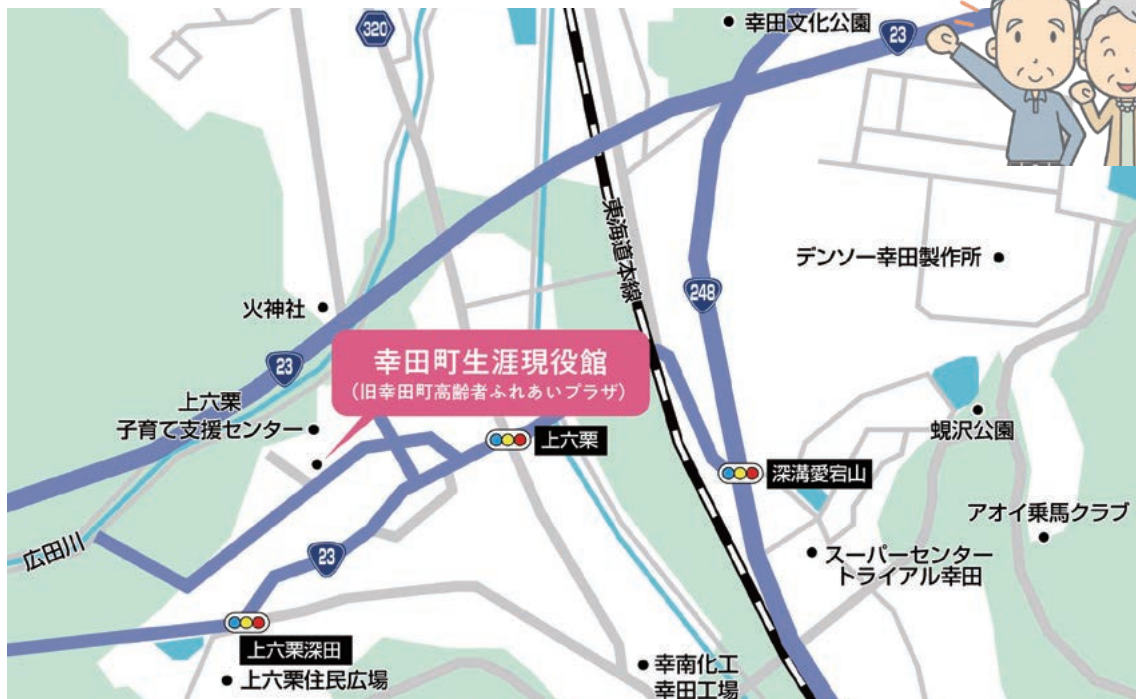 320
幸田文化公園
23
東海道本線
デンソー幸田製作所
248
火神社
23
幸田町生涯現役館
(旧幸田町高齢者ふれあいプラザ)
上六栗
子育て支援センター
上六栗
蜆沢公園
深溝愛宕山
アオイ乗馬クラブ
広田川
23
スーパーセンター
トライアル幸田
上六栗深田
上六栗住民広場
幸南化工
幸田工場